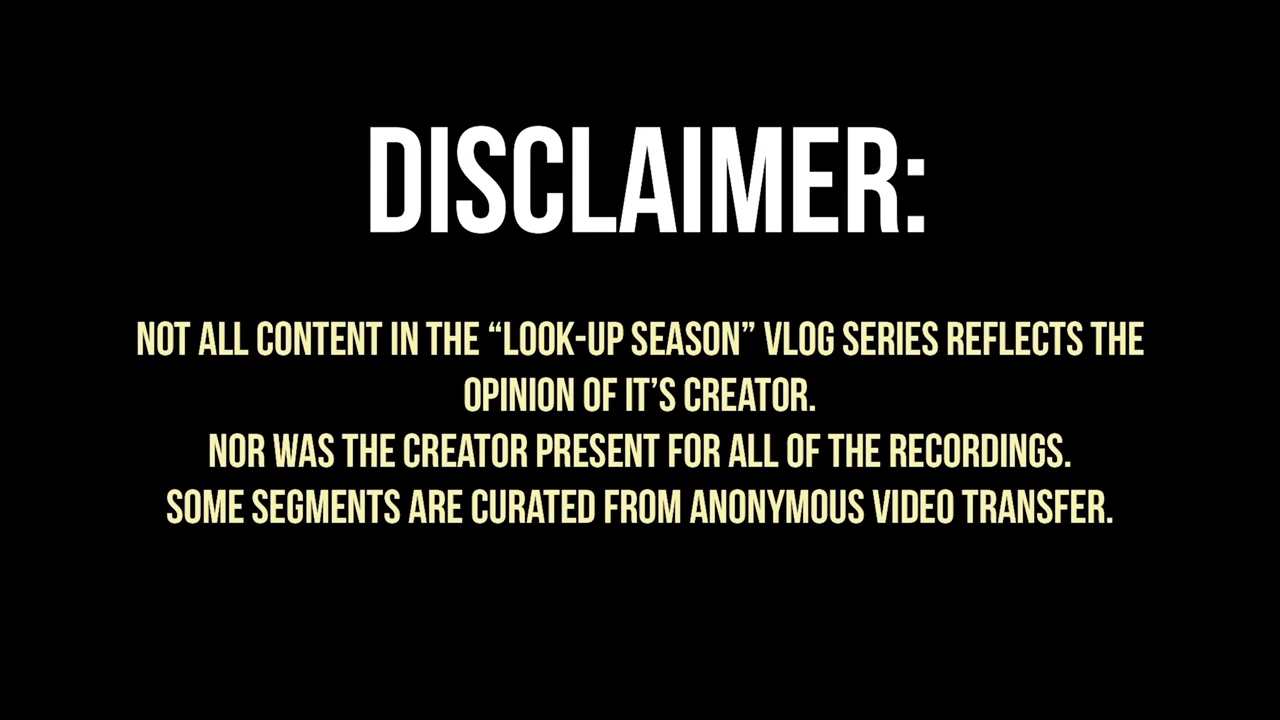 DISCLAIMER:
NOT ALL CONTENT IN THE “LOOK-UP SEASON” VLOG SERIES REFLECTS THE
OPINION OF IT’S CREATOR.
NOR WAS THE CREATOR PRESENT FOR ALL OF THE RECORDINGS.
SOME SEGMENTS ARE CURATED FROM ANONYMOUS VIDEO TRANSFER.